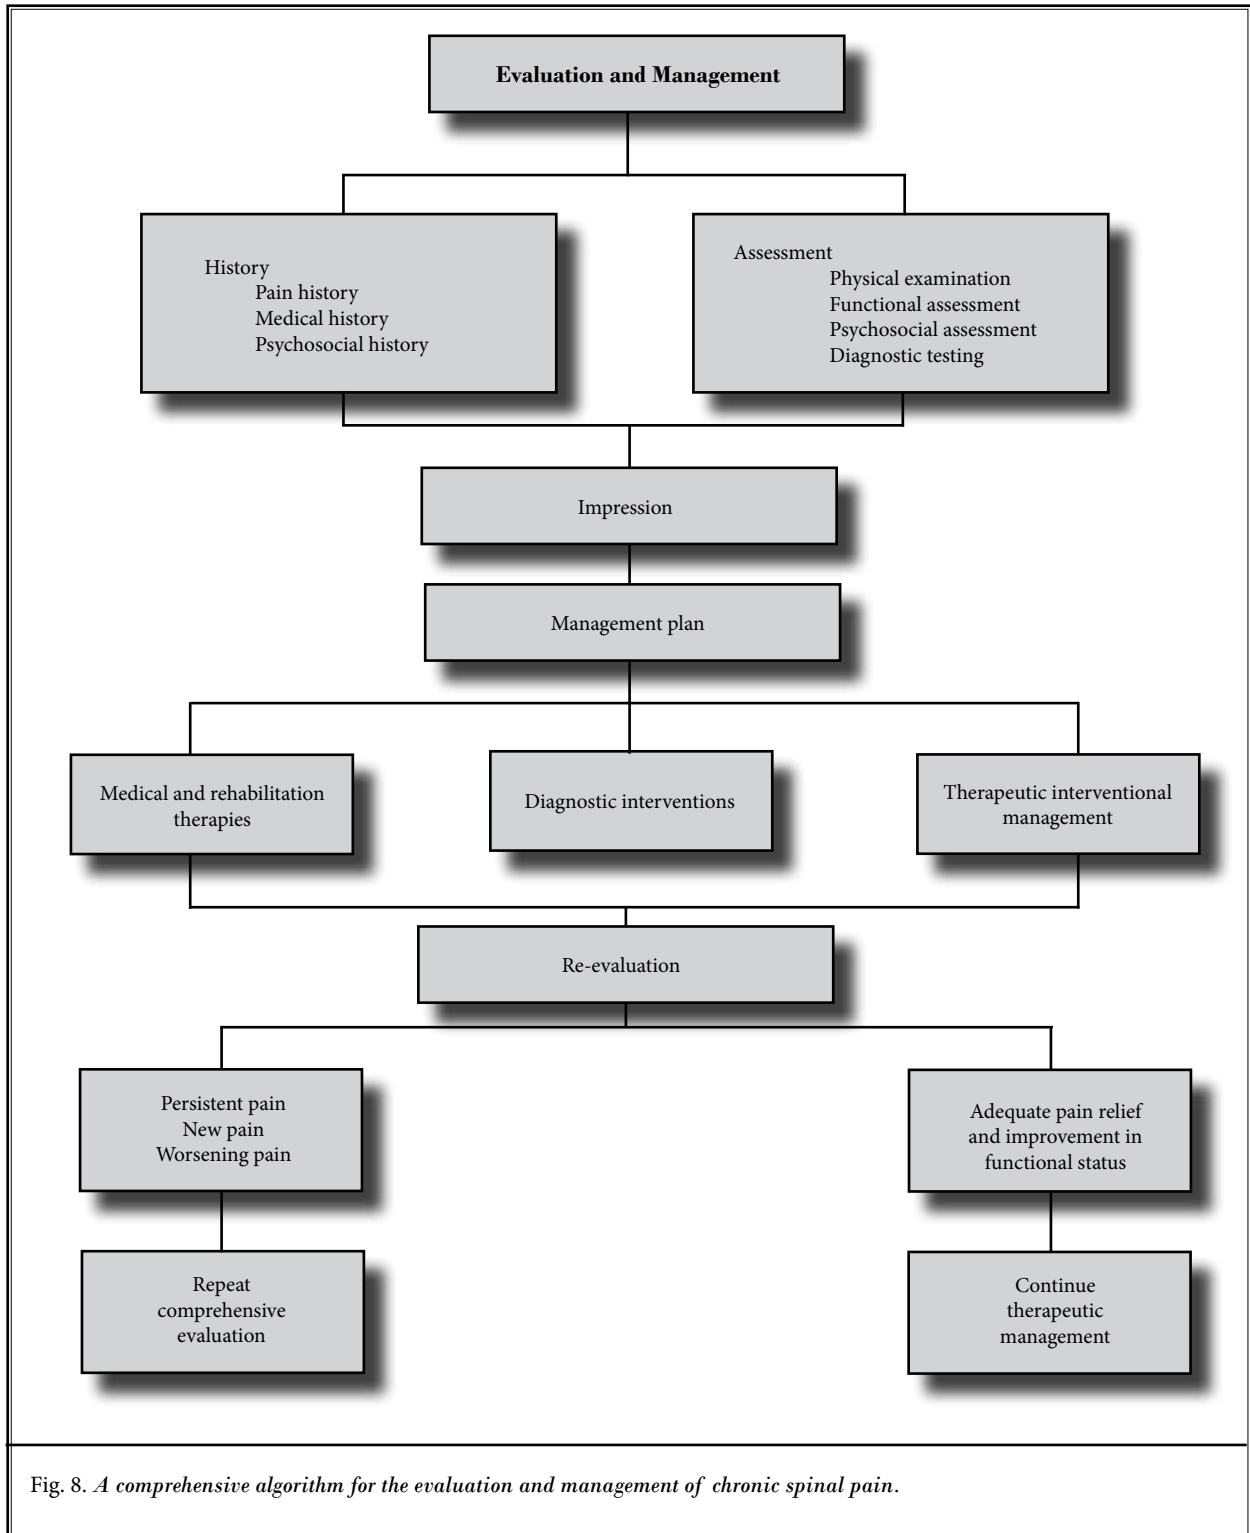 Evaluation and Management
History
Pain history
Medical history
Psychosocial history
Assessment
Physical examination
Functional assessment
Psychosocial assessment
Diagnostic testing
Impression
Management plan
Medical and rehabilitation
therapies
Diagnostic interventions
Therapeutic interventional
management
Re-evaluation
Persistent pain
New pain
Worsening pain
Adequate pain relief
and improvement in
functional status
Repeat
comprehensive
evaluation
Continue
therapeutic
management
Fig. 8. A comprehensive algorithm for the evaluation and management of chronic spinal pain.